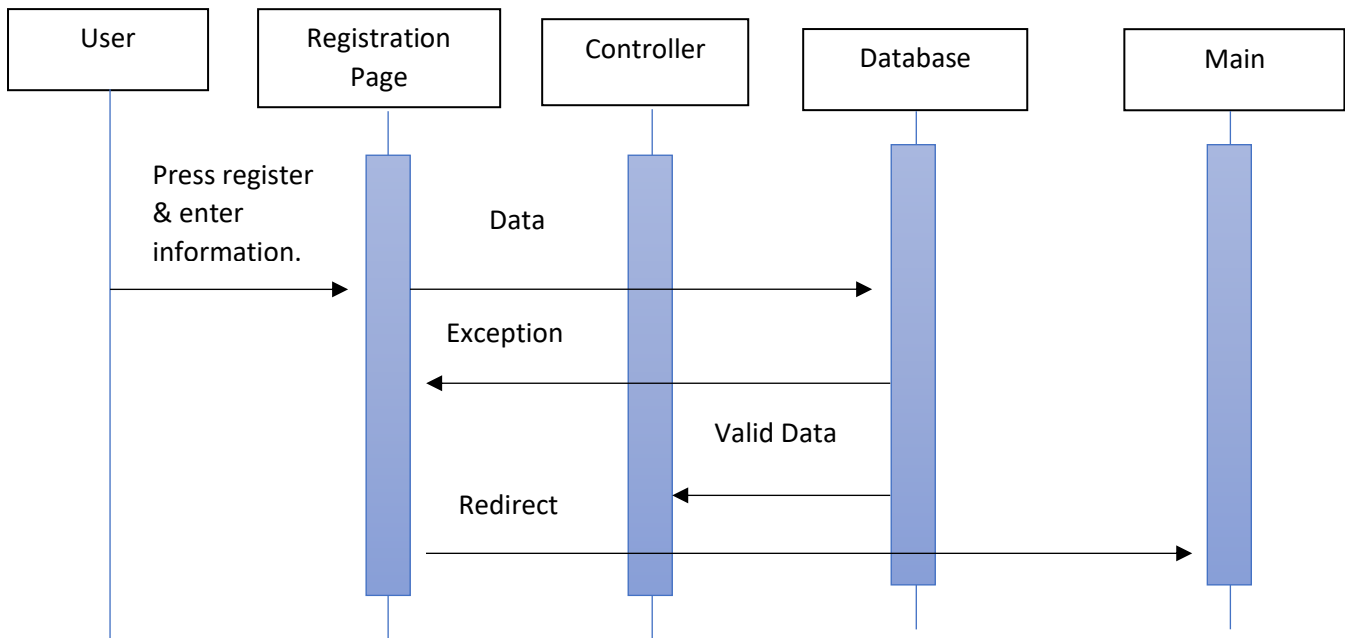 User
Registration
Page
Controller
Database
Main
Press register
& enter
information.
Data
Exception
Valid Data
Redirect